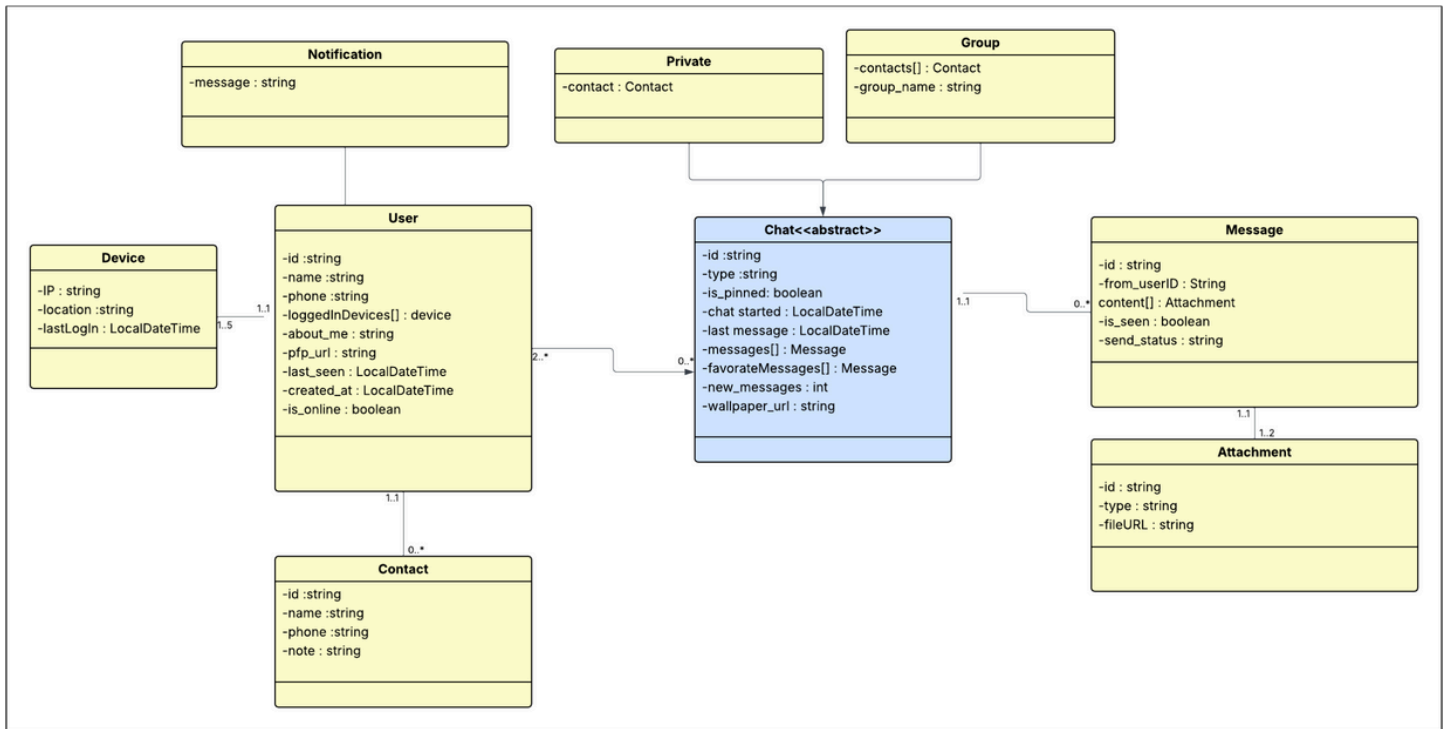 Notification
-message : string
Private
-contact : Contact
Group
-contacts[] : Contact
-group_name : string
Device
-IP : string
-location :string
-lastLogIn : LocalDateTime
1..5
1..1
User
-id :string
-name :string
-phone :string
-loggedInDevices[] : device
-about_me : string
-pfp_url : string
-last_seen : LocalDateTime
-created_at : LocalDateTime
-is_online : boolean
2..*
0..*
Chat<<abstract>>
-id :string
-type :string
-is_pinned: boolean
-chat started : LocalDateTime
-last message : LocalDateTime
-messages[] : Message
-favorateMessages[] : Message
-new_messages : int
-wallpaper_url : string
1..1
0..*
Message
-id : string
-from_userID : String
content[] : Attachment
-is_seen : boolean
-send_status : string
1..1
1..2
Attachment
-id : string
-type : string
-fileURL : string
1..1
0..*
Contact
-id :string
-name :string
-phone :string
-note : string